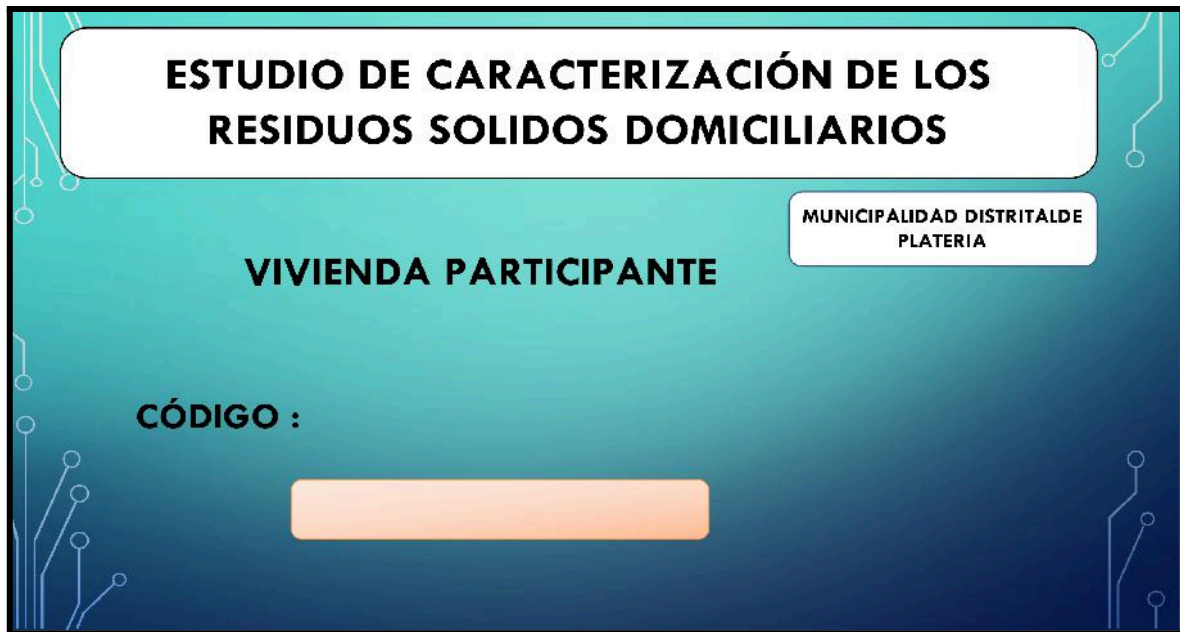 ESTUDIO DE CARACTERIZACIÓN DE LOS
RESIDUOS SOLIDOS DOMICILIARIOS
MUNICIPALIDAD DISTRITALDE
PLATERIA
VIVIENDA PARTICIPANTE
CÓDIGO :